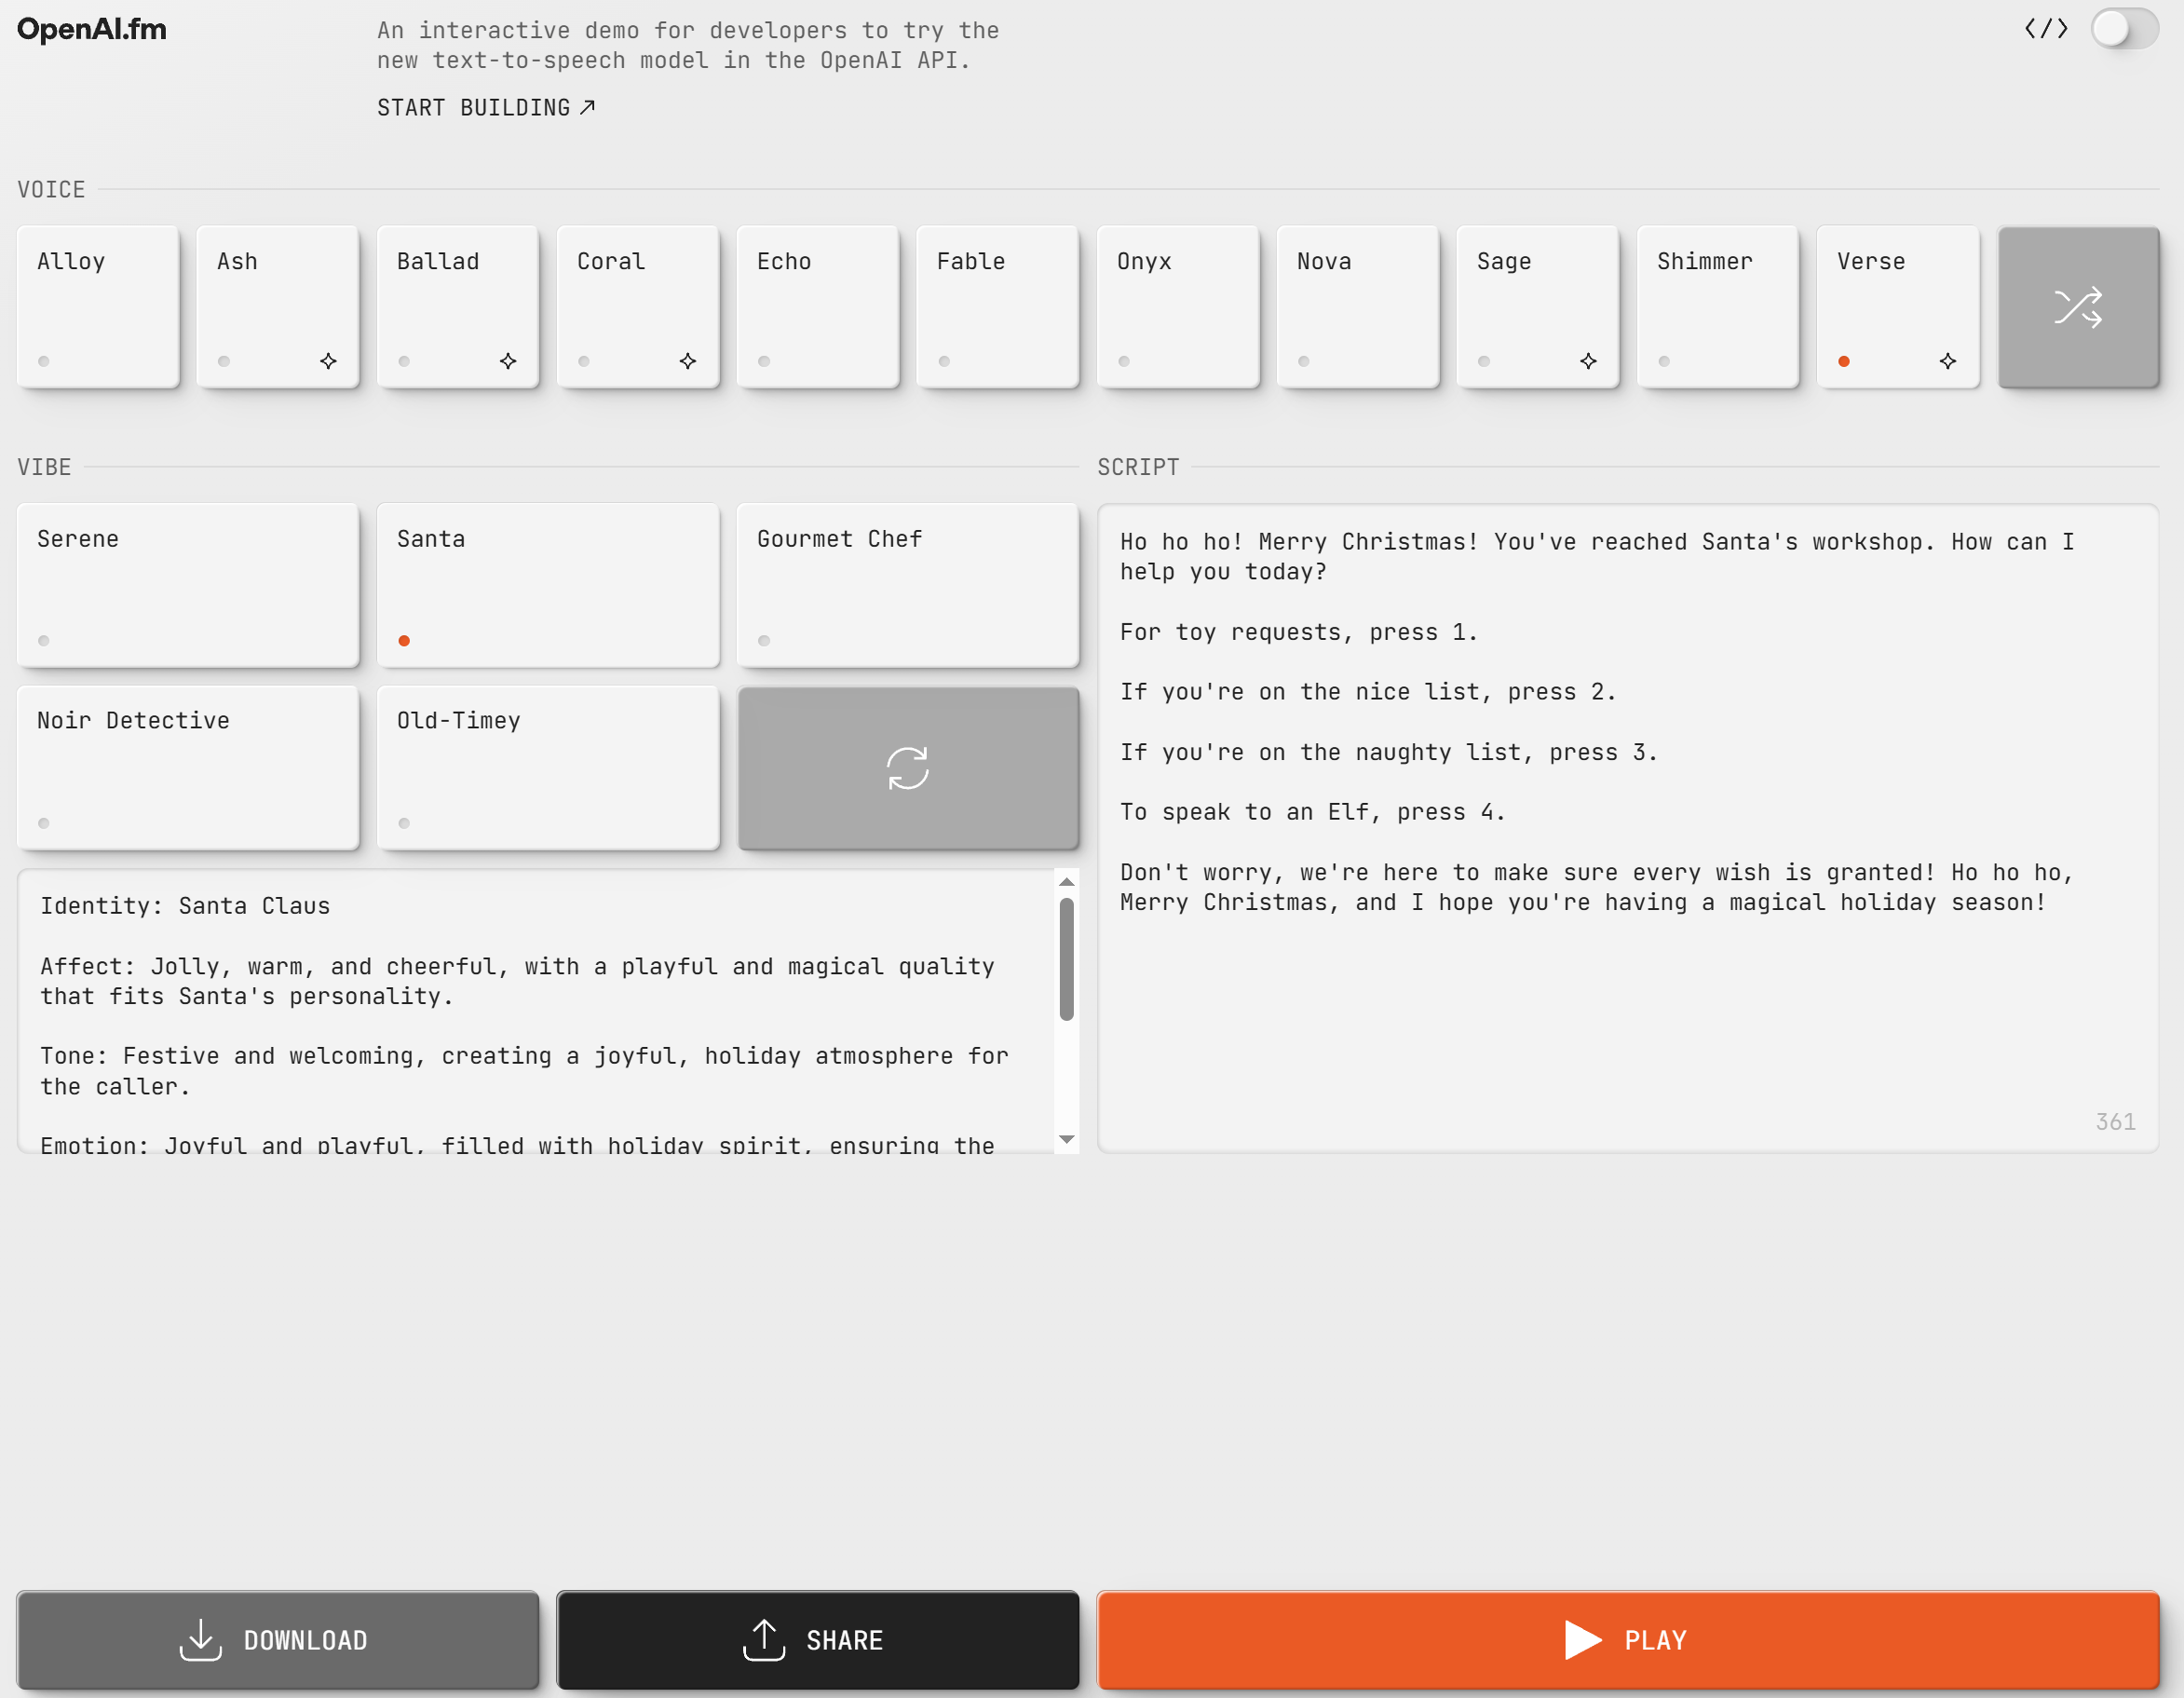 OpenAI.fm
An interactive demo for developers to try the
new text-to-speech model in the OpenAI API.
START BUILDING
VOICE
Alloy
Ash
Ballad
Coral
Echo
Fable
Onyx
Nova
Sage
Shimmer
Verse
VIBE
Serene
Santa
Gourmet Chef
Noir Detective
Old-Timey
Identity: Santa Claus
Affect: Jolly, warm, and cheerful, with a playful and magical quality
that fits Santa's personality.
Tone: Festive and welcoming, creating a joyful, holiday atmosphere for
the caller.
Emotion: Joyful and playful, filled with holiday spirit, ensuring the
SCRIPT
Ho ho ho! Merry Christmas! You've reached Santa's workshop. How can I
help you today?
For toy requests, press 1.
If you're on the nice list, press 2.
If you're on the naughty list, press 3.
To speak to an Elf, press 4.
Don't worry, we're here to make sure every wish is granted! Ho ho ho,
Merry Christmas, and I hope you're having a magical holiday season!
361
DOWNLOAD
SHARE
PLAY